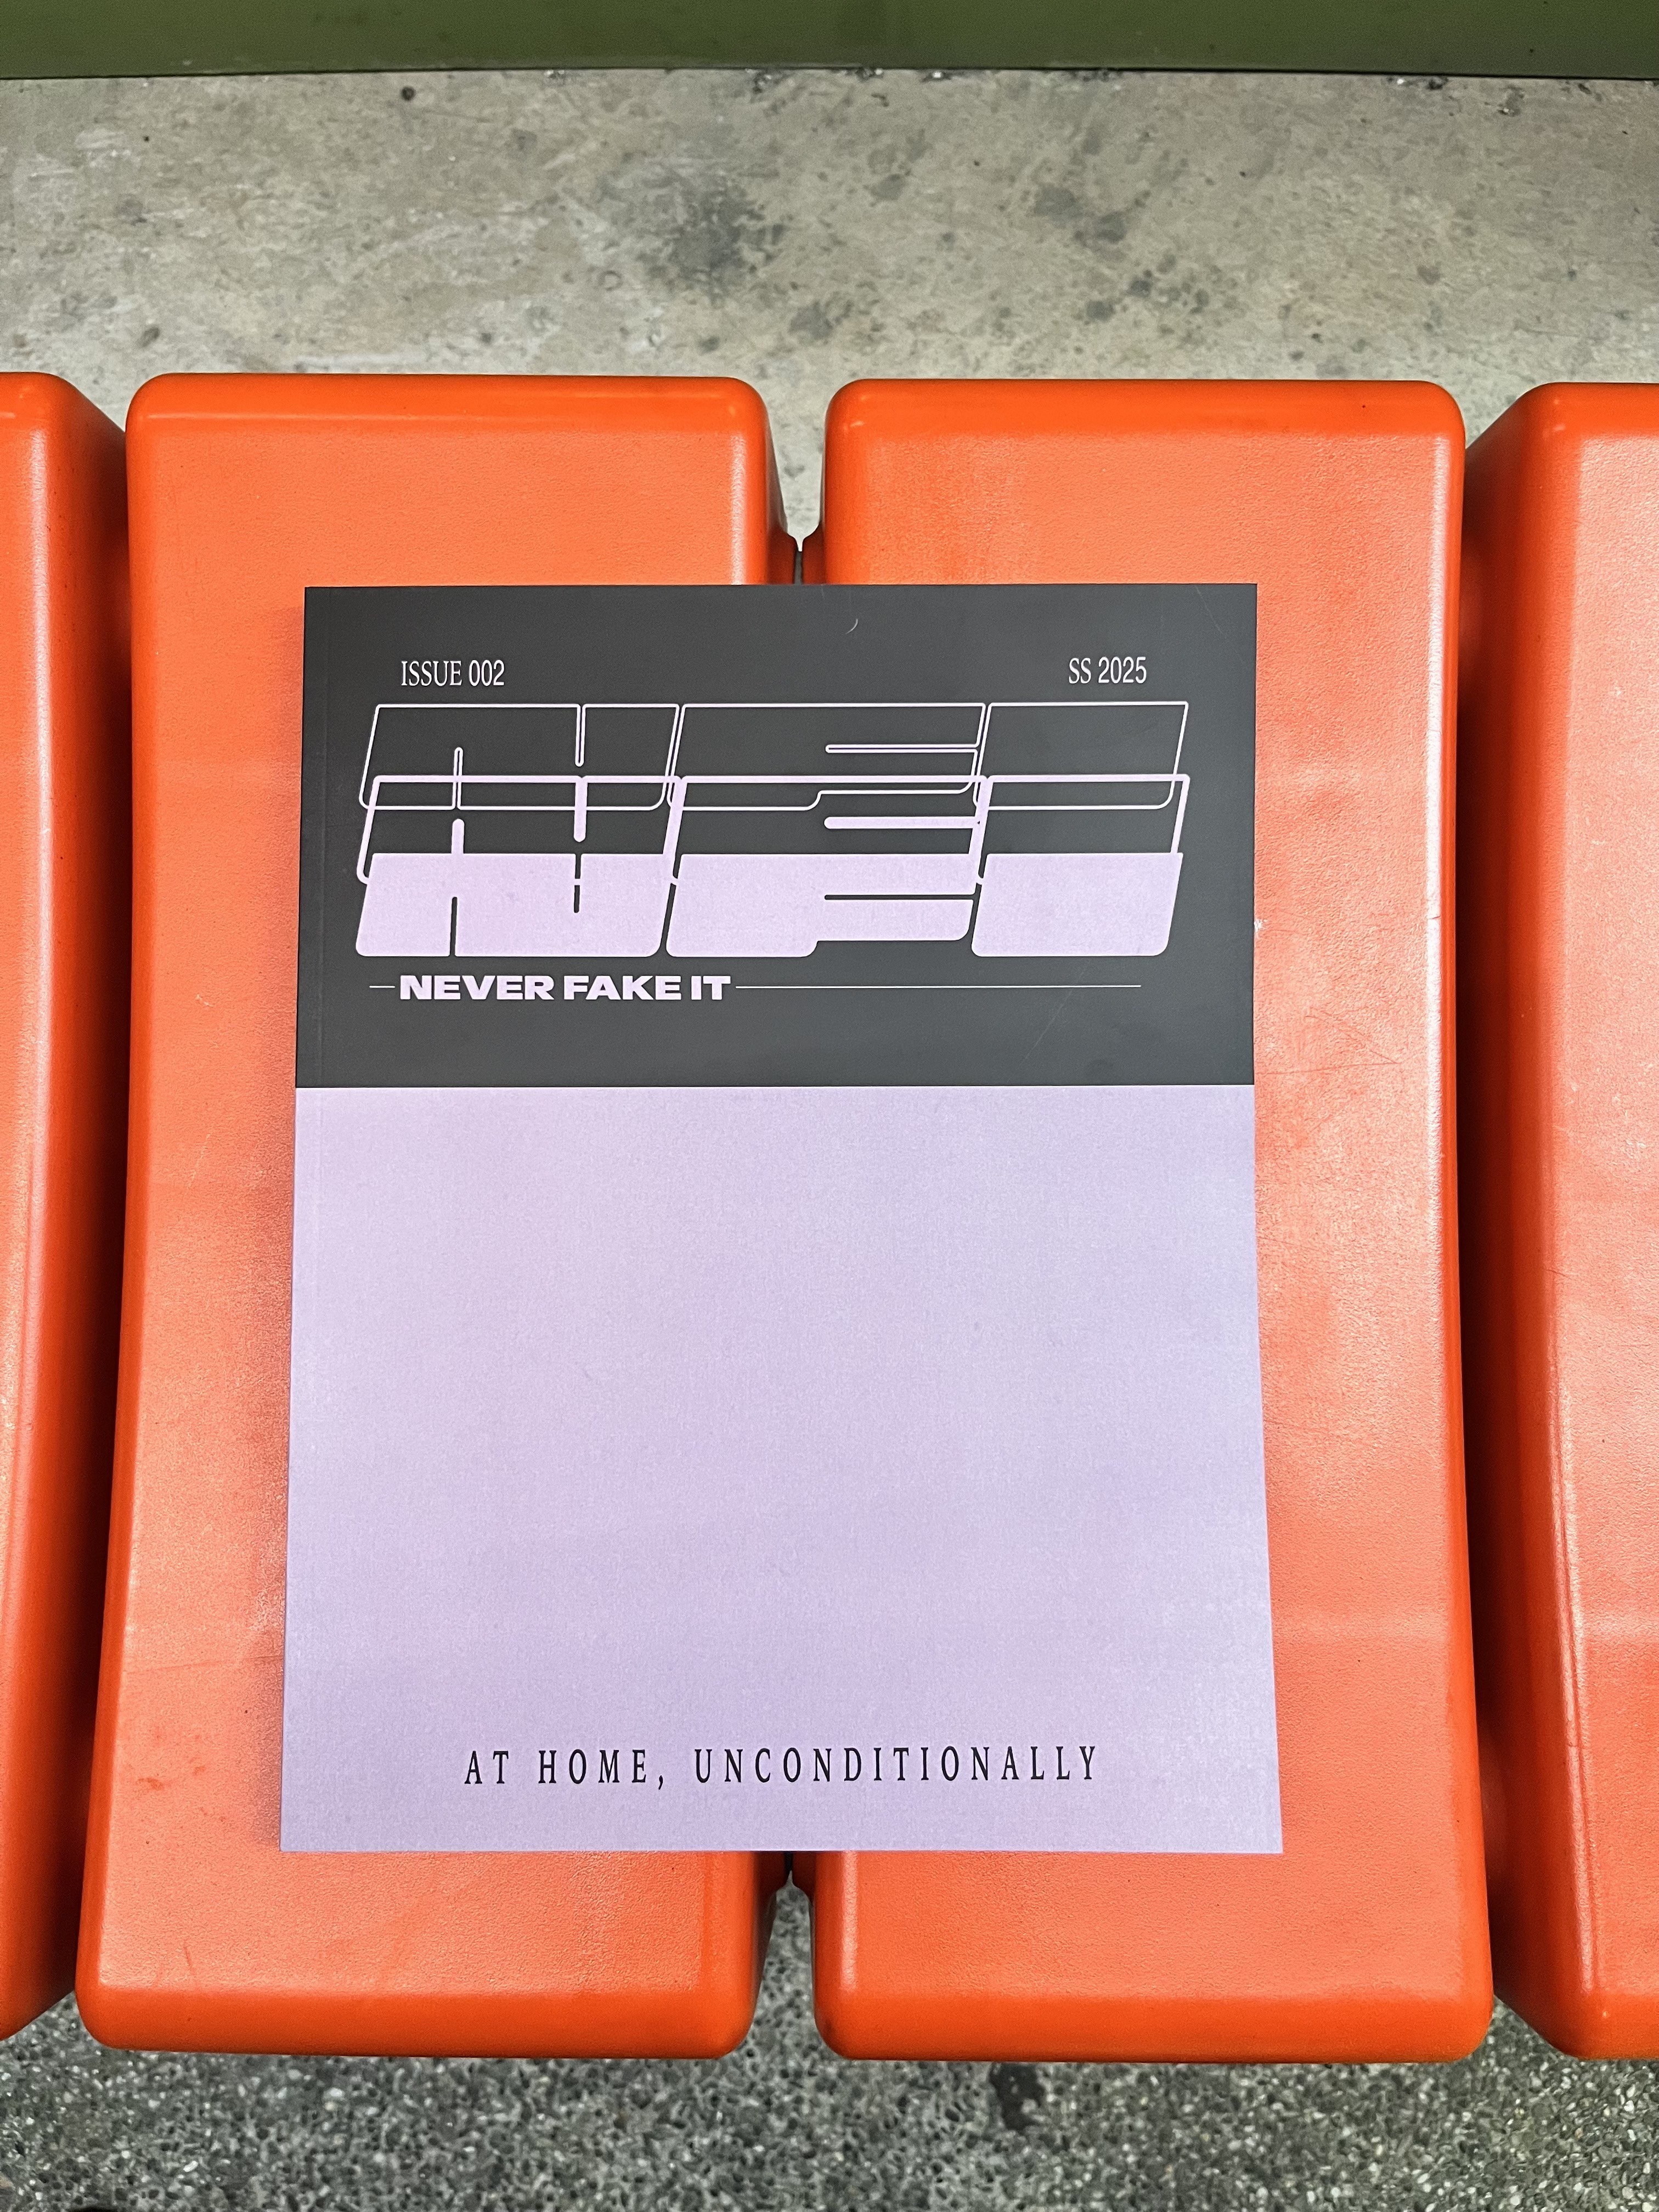 ISSUE 002 SS 2025
NFI
NEVER FAKE IT
AT HOME, UNCONDITIONALLY